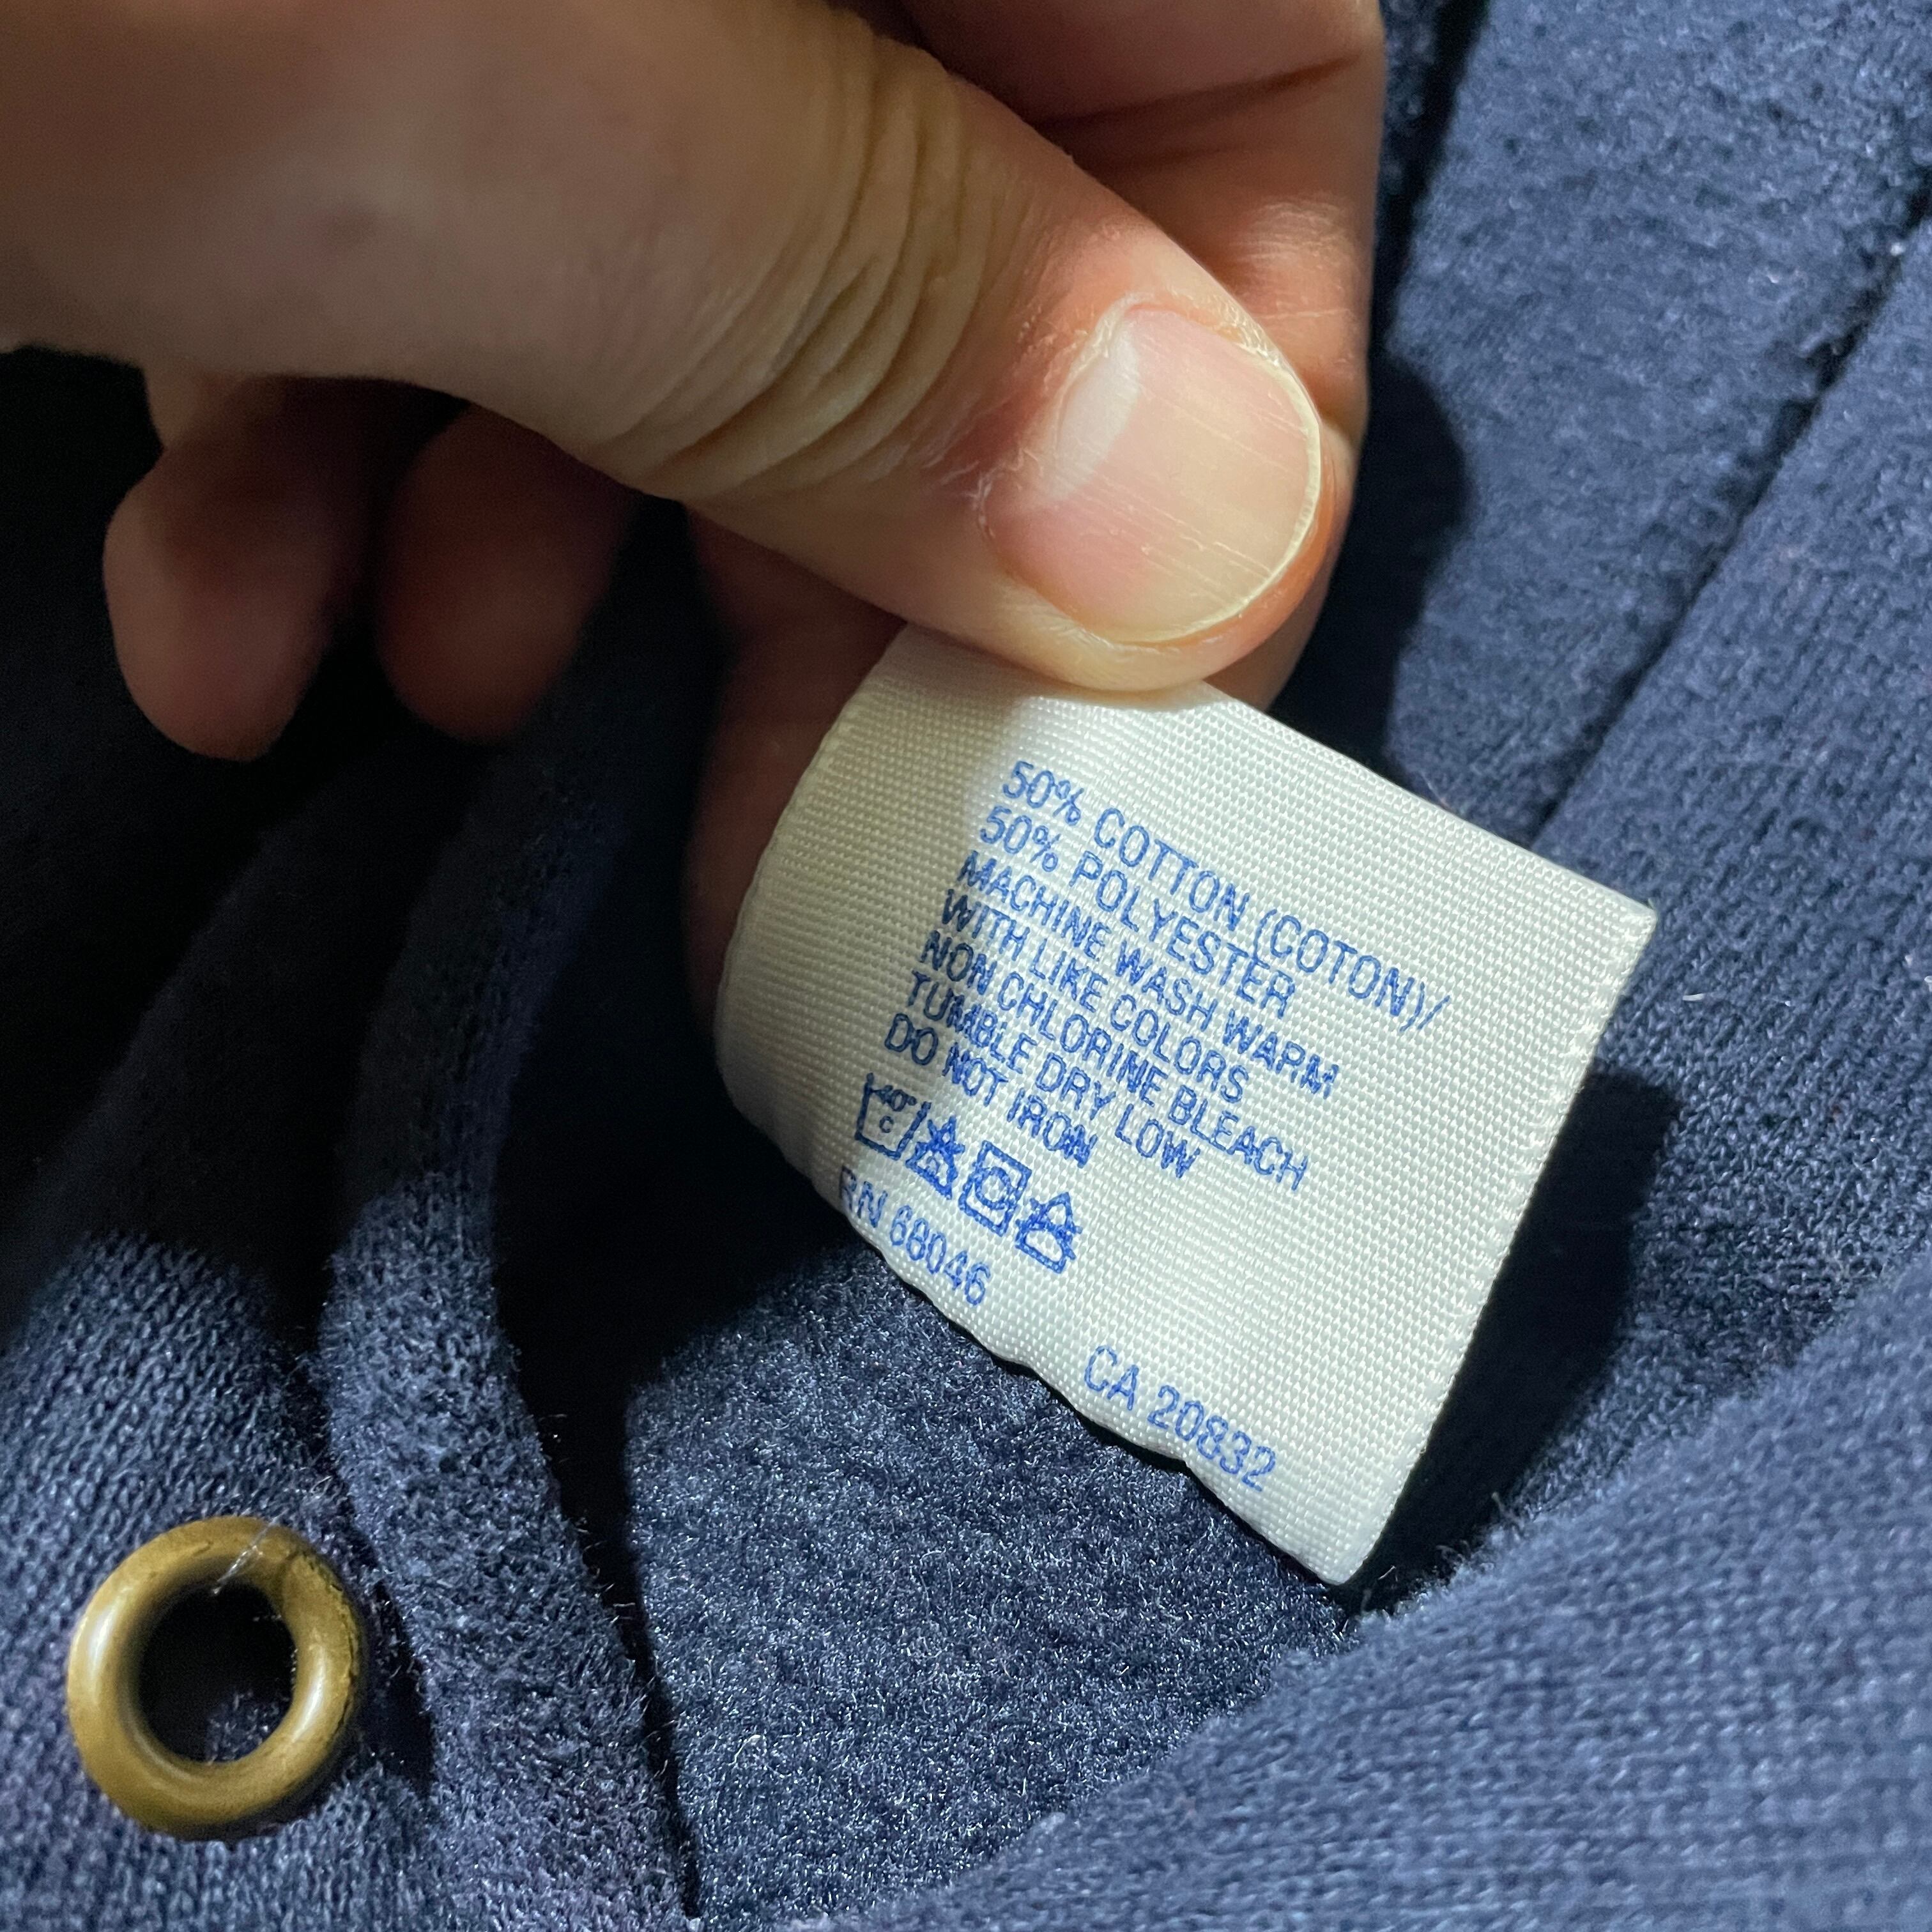 50% COTTON (COTON)/
50% POLYESTER
MACHINE WASH WARM
WITH LIKE COLORS
NON CHLORINE BLEACH
TUMBLE DRY LOW
DO NOT IRON
40°
RN 68046
CA 20832